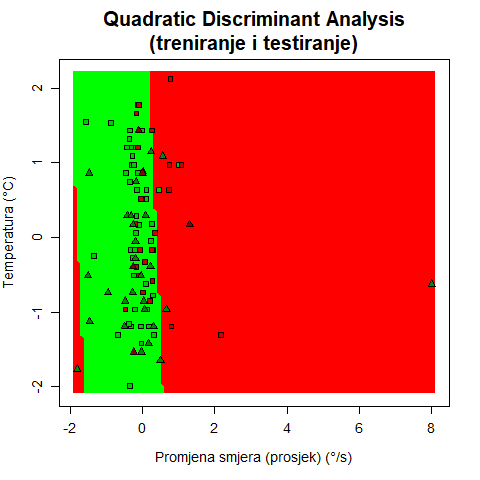 Quadratic Discriminant Analysis
(treniranje i testiranje)
Temperatura (°C)
2
1
0
-1
-2
-2 0 2 4 6 8
Promjena smjera (prosjek) (°/s)